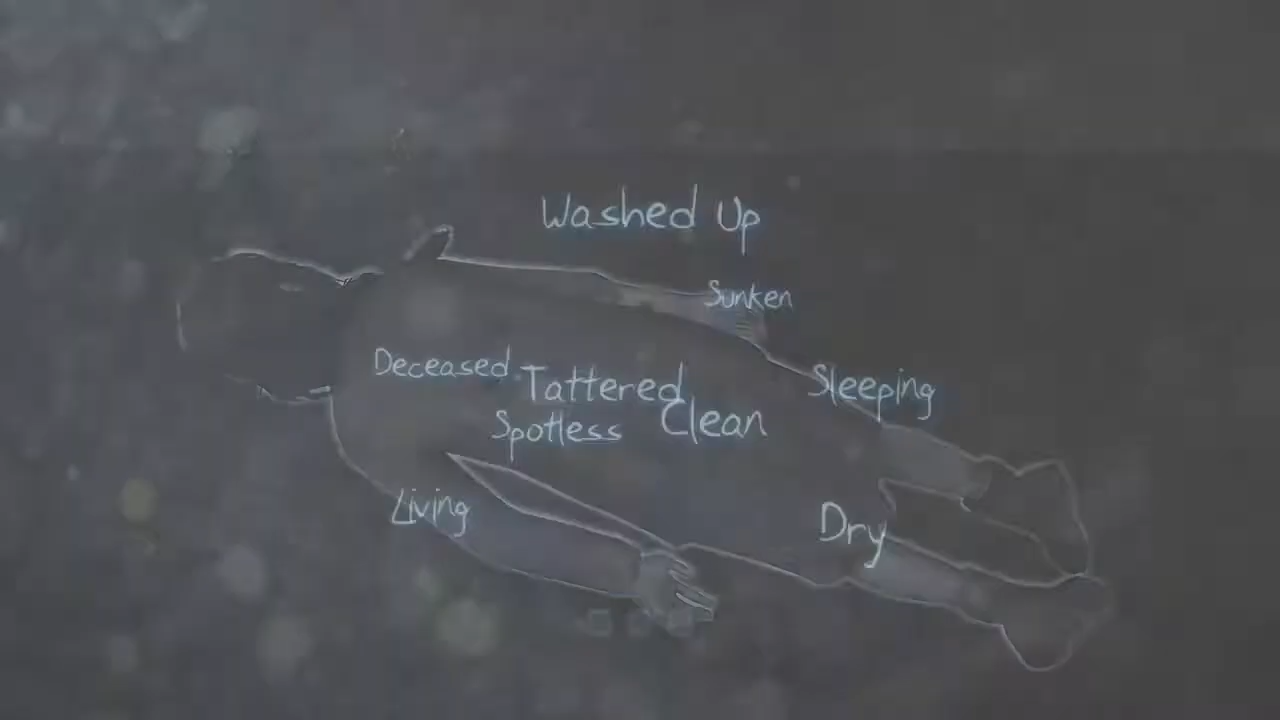 Washed Up
Sunken
Deceased
Tattered
Sleeping
Spotless
Clean
Living
Dry